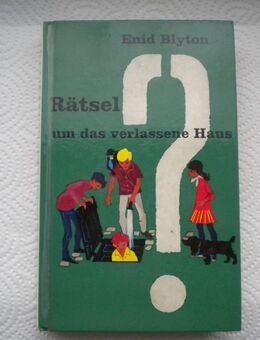 Enid Blyton
Rätsel
um das verlassene Haus
?